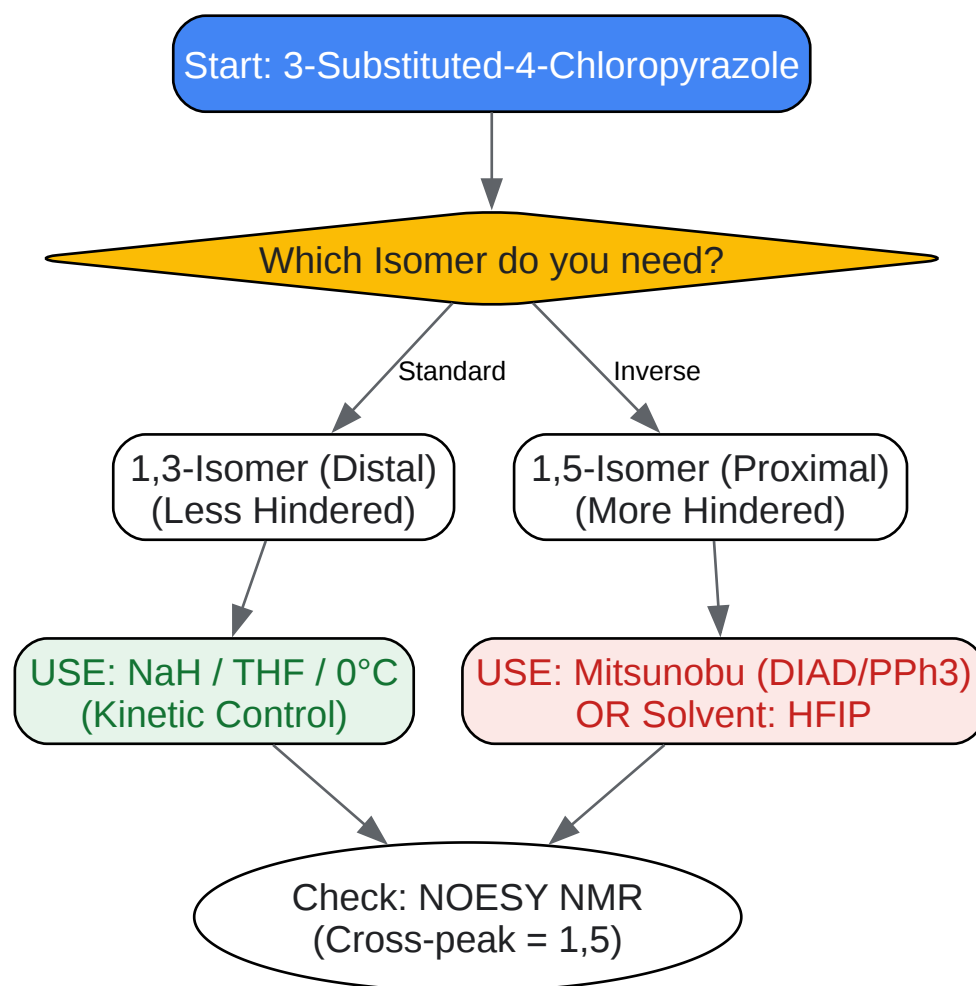 Start: 3-Substituted-4-Chloropyrazole
Which Isomer do you need?
Standard
Inverse
1,3-Isomer (Distal)
(Less Hindered)
1,5-Isomer (Proximal)
(More Hindered)
USE: NaH / THF / 0°C
(Kinetic Control)
USE: Mitsunobu (DIAD/PPh3)
OR Solvent: HFIP
Check: NOESY NMR
(Cross-peak = 1,5)